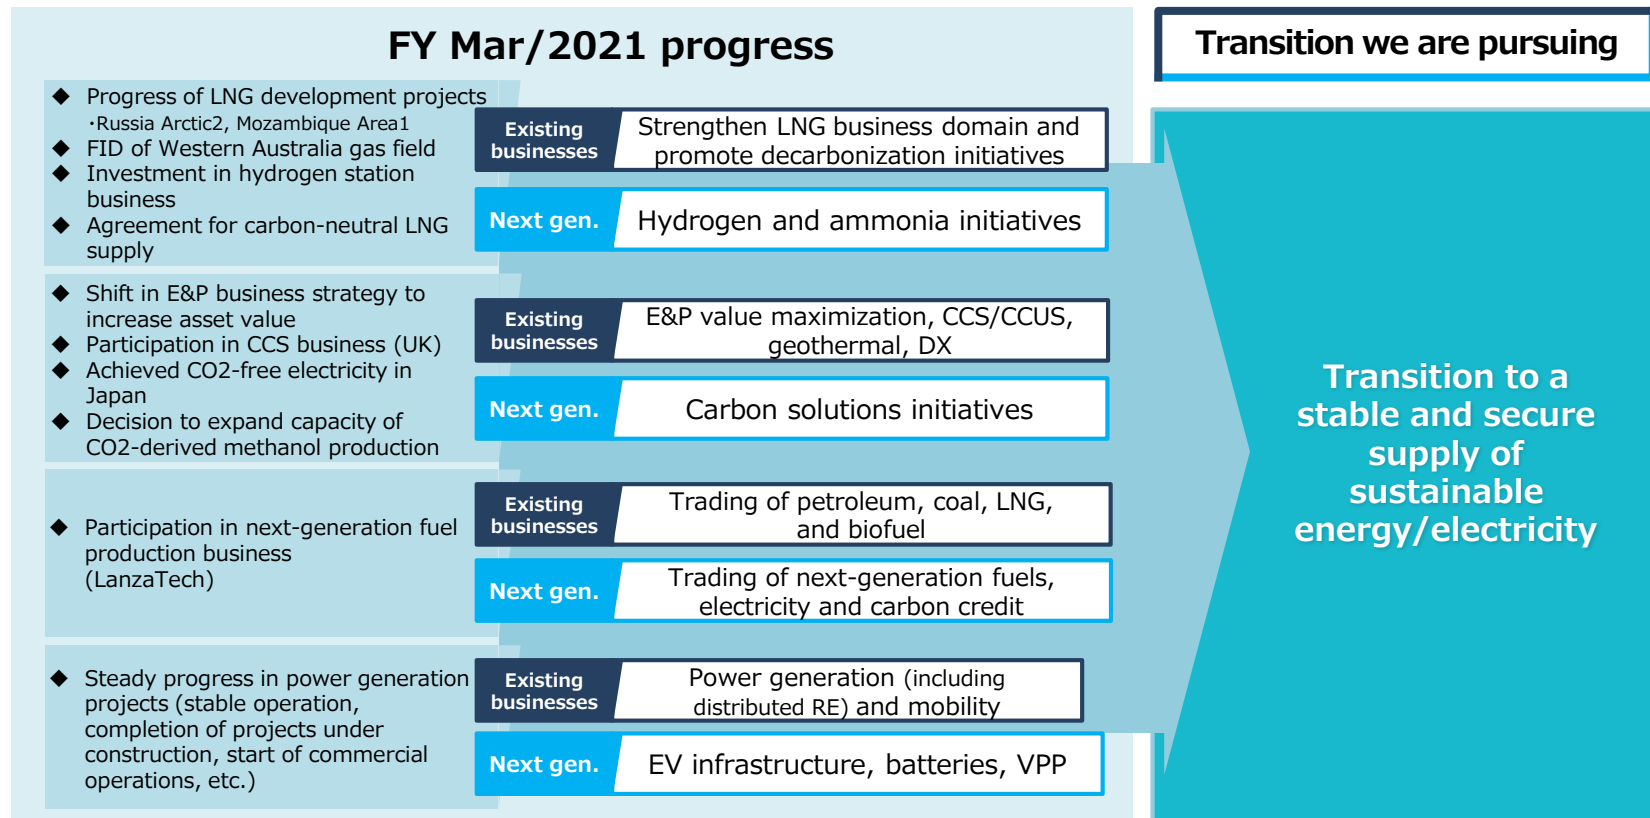 FY Mar/2021 progress
Transition we are pursuing
◆ Progress of LNG development projects
・Russia Arctic2, Mozambique Area1
◆ FID of Western Australia gas field
◆ Investment in hydrogen station
business
◆ Agreement for carbon-neutral LNG
supply
Existing
businesses
Strengthen LNG business domain and
promote decarbonization initiatives
Next gen.
Hydrogen and ammonia initiatives
◆ Shift in E&P business strategy to
increase asset value
◆ Participation in CCS business (UK)
◆ Achieved CO2-free electricity in
Japan
◆ Decision to expand capacity of
CO2-derived methanol production
Existing
businesses
E&P value maximization, CCS/CCUS,
geothermal, DX
Next gen.
Carbon solutions initiatives
◆ Participation in next-generation fuel
production business
(LanzaTech)
Existing
businesses
Trading of petroleum, coal, LNG,
and biofuel
Next gen.
Trading of next-generation fuels,
electricity and carbon credit
◆ Steady progress in power generation
projects (stable operation,
completion of projects under
construction, start of commercial
operations, etc.)
Existing
businesses
Power generation (including
distributed RE) and mobility
Next gen.
EV infrastructure, batteries, VPP
Transition to a
stable and secure
supply of
sustainable
energy/electricity